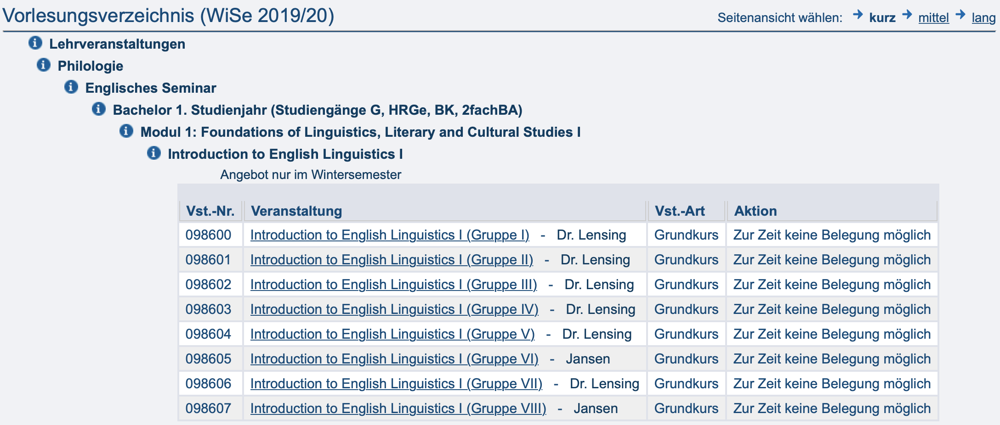 Vorlesungsverzeichnis (WiSe 2019/20)
Seitenansicht wählen: kurz mittel lang
Lehrveranstaltungen
Philologie
Englisches Seminar
Bachelor 1. Studienjahr (Studiengänge G, HRGe, BK, 2fachBA)
Modul 1: Foundations of Linguistics, Literary and Cultural Studies I
Introduction to English Linguistics I
Angebot nur im Wintersemester
Vst.-Nr. Veranstaltung Vst.-Art Aktion
098600 Introduction to English Linguistics I (Gruppe I) - Dr. Lensing Grundkurs Zur Zeit keine Belegung möglich
098601 Introduction to English Linguistics I (Gruppe II) - Dr. Lensing Grundkurs Zur Zeit keine Belegung möglich
098602 Introduction to English Linguistics I (Gruppe III) - Dr. Lensing Grundkurs Zur Zeit keine Belegung möglich
098603 Introduction to English Linguistics I (Gruppe IV) - Dr. Lensing Grundkurs Zur Zeit keine Belegung möglich
098604 Introduction to English Linguistics I (Gruppe V) - Dr. Lensing Grundkurs Zur Zeit keine Belegung möglich
098605 Introduction to English Linguistics I (Gruppe VI) - Jansen Grundkurs Zur Zeit keine Belegung möglich
098606 Introduction to English Linguistics I (Gruppe VII) - Dr. Lensing Grundkurs Zur Zeit keine Belegung möglich
098607 Introduction to English Linguistics I (Gruppe VIII) - Jansen Grundkurs Zur Zeit keine Belegung möglich